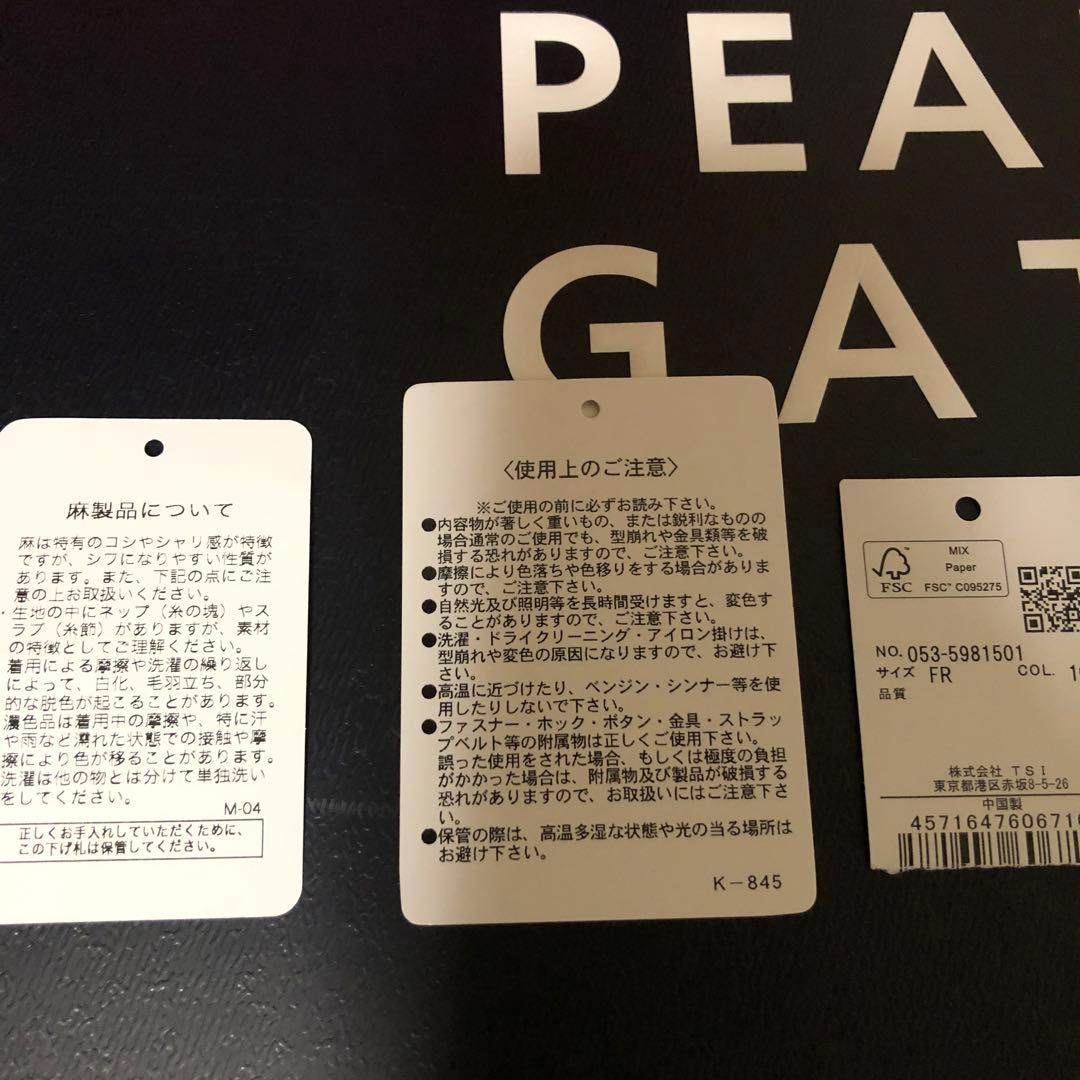 PEA
GAT
麻製品について
麻は特有のコシやシャリ感が特徴
ですが、シワになりやすい性質が
あります。また、下記の点にご注
意の上お取扱いください。
・生地の中にネップ（糸の塊）やス
ラブ（糸節）がありますが、素材
の特徴としてご理解ください。
着用による摩擦や洗濯の繰り返し
によって、白化、毛羽立ち、部分
的な脱色が起こることがあります。
濃色品は着用中の摩擦や、特に汗
や雨など濡れた状態での接触や摩
擦により色が移ることがあります。
洗濯は他の物とは分けて単独洗い
をしてください。
M-04
正しくお手入れしていただくために、
この下げ札は保管してください。
〈使用上のご注意〉
※ご使用の前に必ずお読み下さい。
●内容物が著しく重いもの、または鋭利なものの
場合通常のご使用でも、型崩れや金具類等を破
損する恐れがありますので、ご注意下さい。
●摩擦により色落ちや色移りをする場合がありま
すので、ご注意下さい。
●自然光及び照明等を長時間受けますと、変色す
ることがありますので、ご注意下さい。
●洗濯・ドライクリーニング・アイロン掛けは、
型崩れや変色の原因になりますので、お避け下
さい。
●高温に近づけたり、ベンジン・シンナー等を使
用したりしないで下さい。
●ファスナー・ホック・ボタン・金具・ストラッ
プベルト等の附属物は正しくご使用下さい。
誤った使用をされた場合、もしくは極度の負担
がかかった場合は、附属物及び製品が破損する
恐れがありますので、お取扱いにはご注意下さ
い。
●保管の際は、高温多湿な状態や光の当る場所は
お避け下さい。
K-845
FSC
MIX
Paper
FSC™ C095275
NO. 053-5981501
サイズ FR COL.
品質
株式会社 TSI
東京都港区赤坂8-5-26
中国製
457164760671